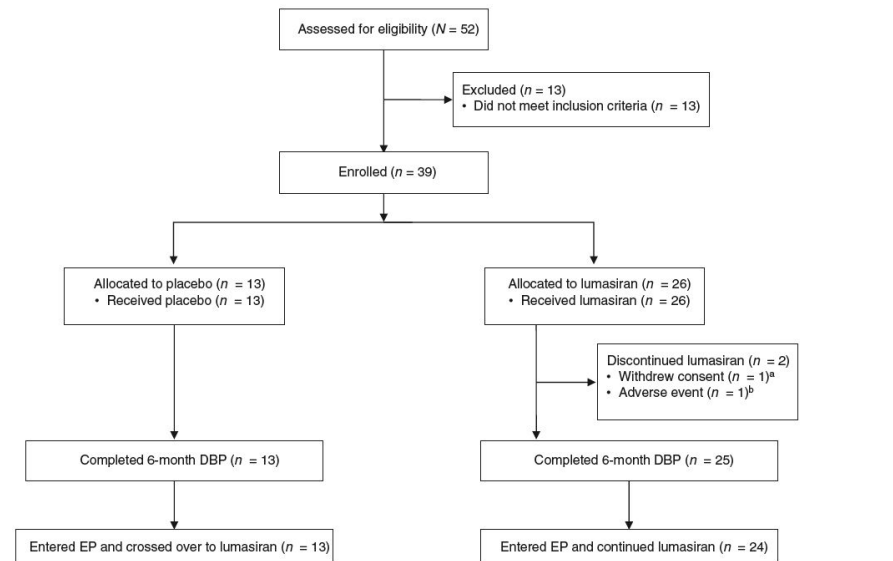 Assessed for eligibility (N = 52)
Excluded (n = 13)
• Did not meet inclusion criteria (n = 13)
Enrolled (n = 39)
Allocated to placebo (n = 13)
• Received placebo (n = 13)
Allocated to lumasiran (n = 26)
• Received lumasiran (n = 26)
Discontinued lumasiran (n = 2)
• Withdrew consent (n = 1)ᵃ
• Adverse event (n = 1)ᵇ
Completed 6-month DBP (n = 13)
Completed 6-month DBP (n = 25)
Entered EP and crossed over to lumasiran (n = 13)
Entered EP and continued lumasiran (n = 24)